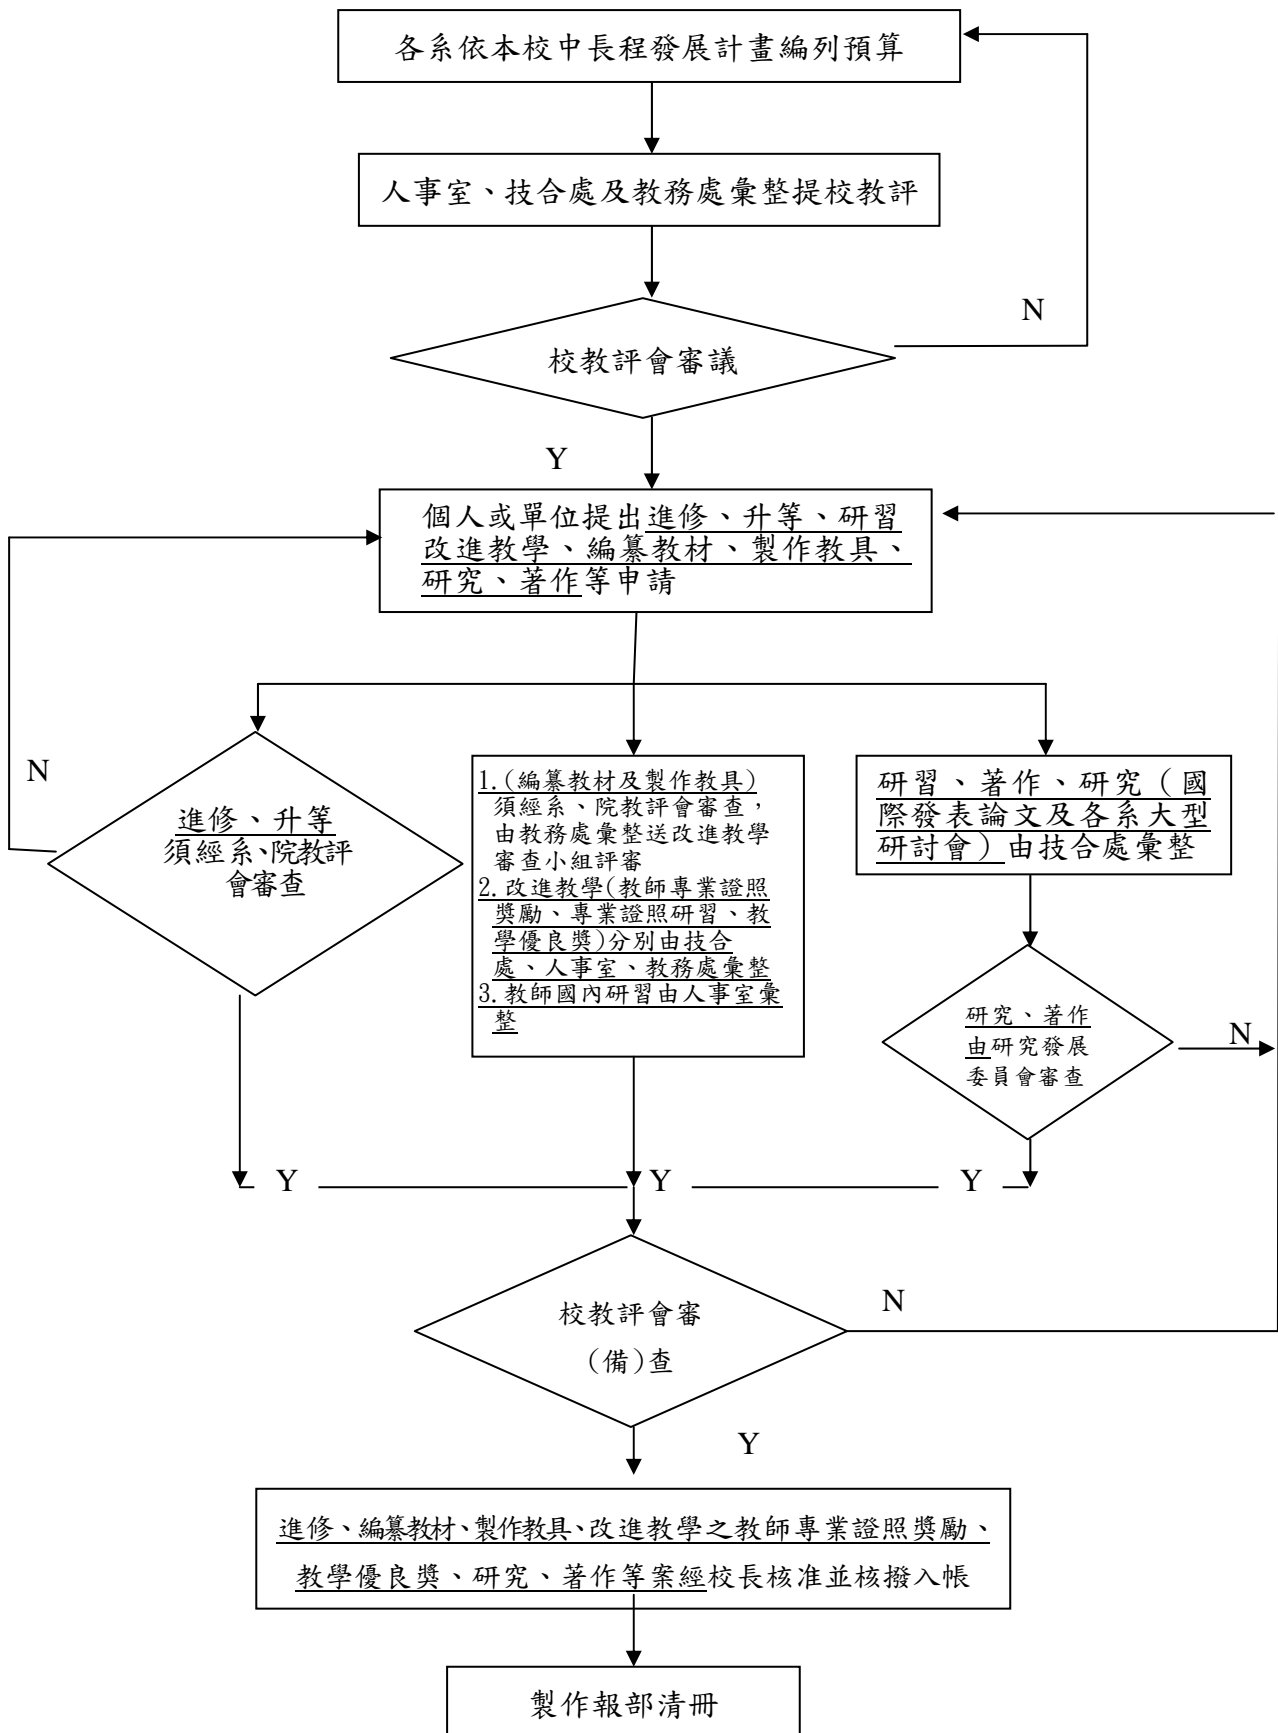 各系依本校中長程發展計畫編列預算
人事室、技合處及教務處彙整提校教評
N
校教評會審議
Y
個人或單位提出進修、升等、研習
改進教學、編纂教材、製作教具、
研究、著作等申請
N
進修、升等
須經系、院教評
會審查
1.(編纂教材及製作教具)
須經系、院教評會審查，
由教務處彙整送改進教學
審查小組評審
2.改進教學(教師專業證照
獎勵、專業證照研習、教
學優良獎)分別由技合
處、人事室、教務處彙整
3.教師國內研習由人事室彙
整
研習、著作、研究（國
際發表論文及各系大型
研討會）由技合處彙整
研究、著作
由研究發展
委員會審查
N
Y
Y
Y
校教評會審
(備)查
N
Y
進修、編纂教材、製作教具、改進教學之教師專業證照獎勵、
教學優良獎、研究、著作等案經校長核准並核撥入帳
製作報部清冊